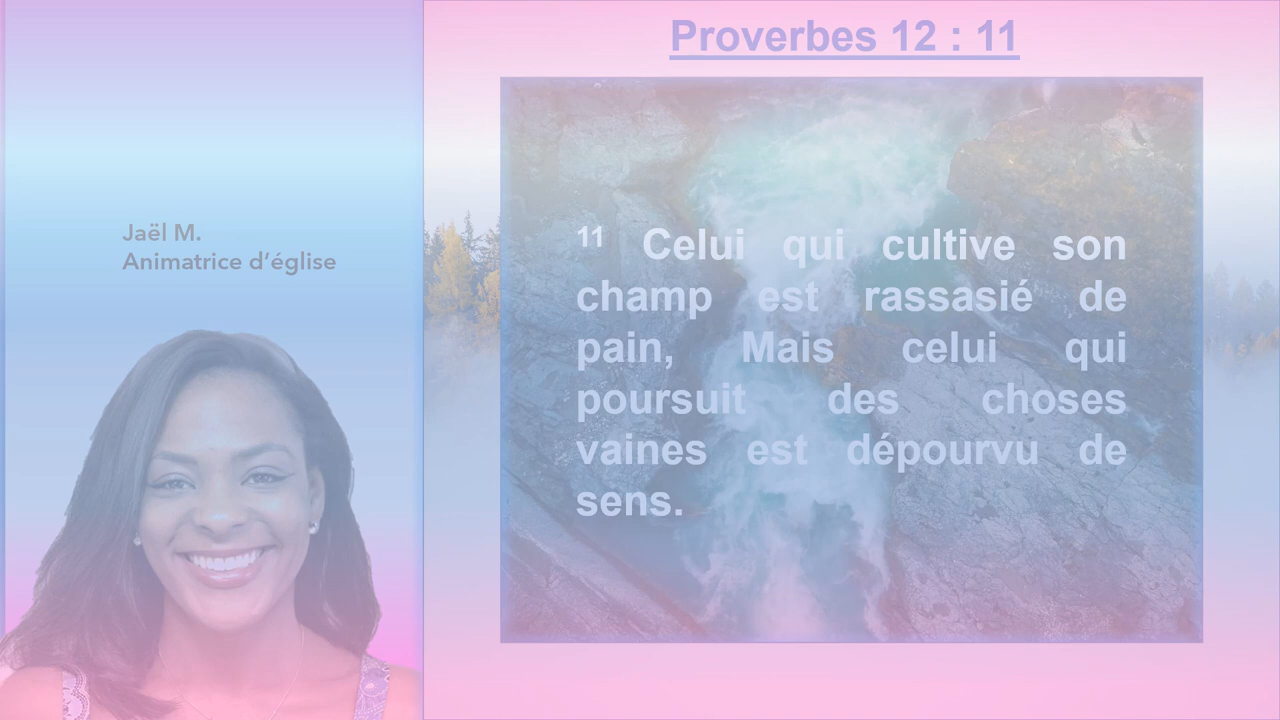 Proverbes 12 : 11
Jaël M.
Animatrice d’église
11 Celui qui cultive son
champ est rassasié de
pain, Mais celui qui
poursuit des choses
vaines est dépourvu de
sens.